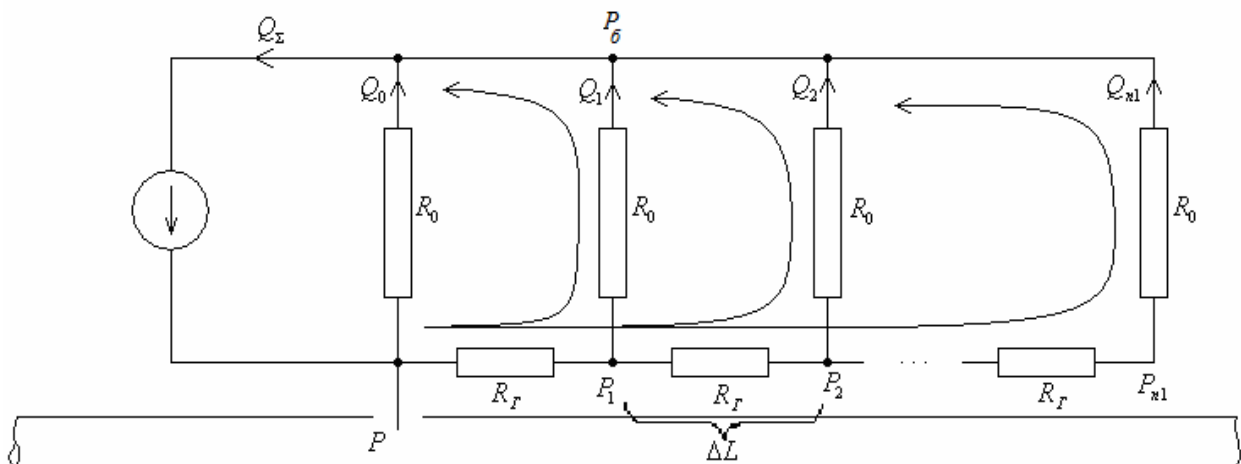 Q_Σ
P_б
Q_0
Q_1
Q_2
Q_n1
R_0
R_0
R_0
R_0
P_1
P_2
...
P_n1
R_Г
R_Г
R_Г
P
ΔL